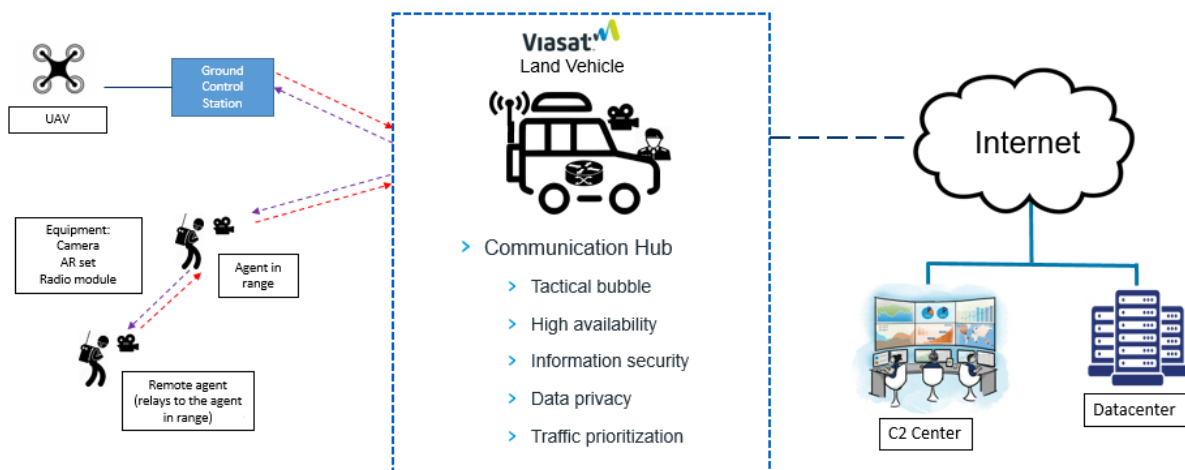 UAV
Ground
Control
Station
Equipment:
Camera
AR set
Radio module
Agent in
range
Remote agent
(relays to the agent
in range)
Viasat
Land Vehicle
> Communication Hub
> Tactical bubble
> High availability
> Information security
> Data privacy
> Traffic prioritization
Internet
C2 Center
Datacenter